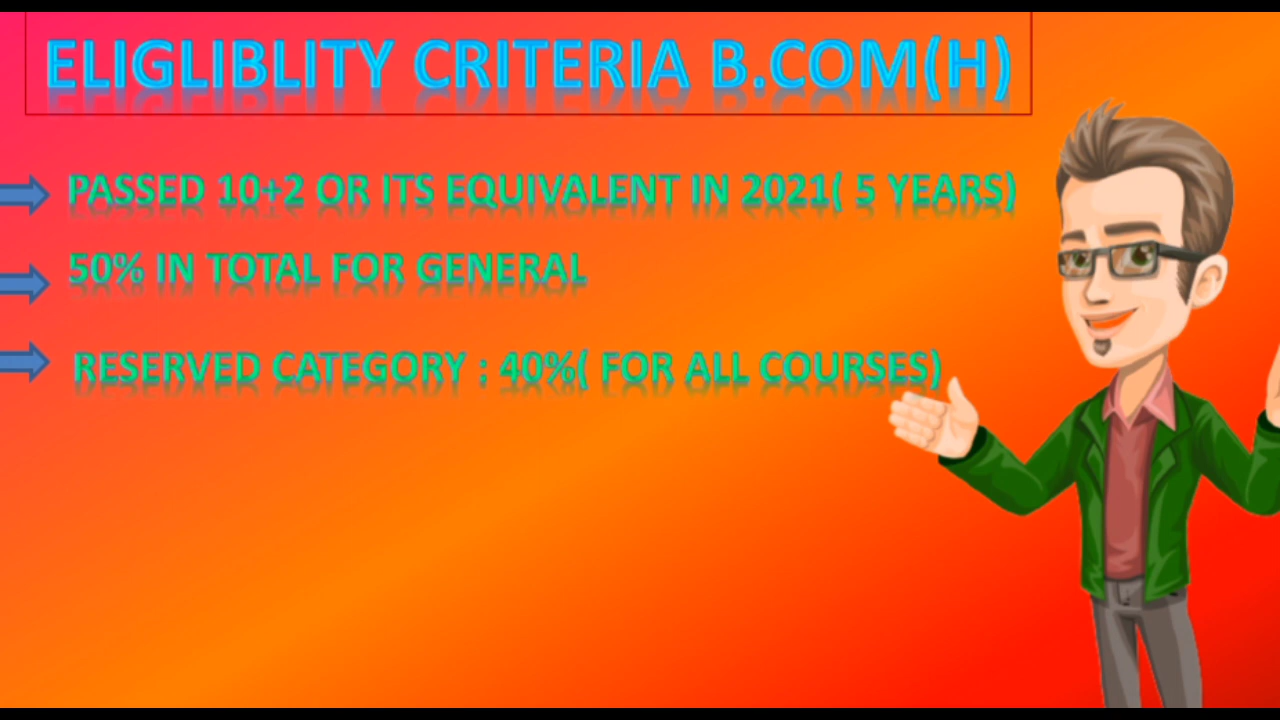 ELIGLIBLITY CRITERIA B.COM(H)
PASSED 10+2 OR ITS EQUIVALENT IN 2021( 5 YEARS)
50% IN TOTAL FOR GENERAL
RESERVED CATEGORY : 40%( FOR ALL COURSES)